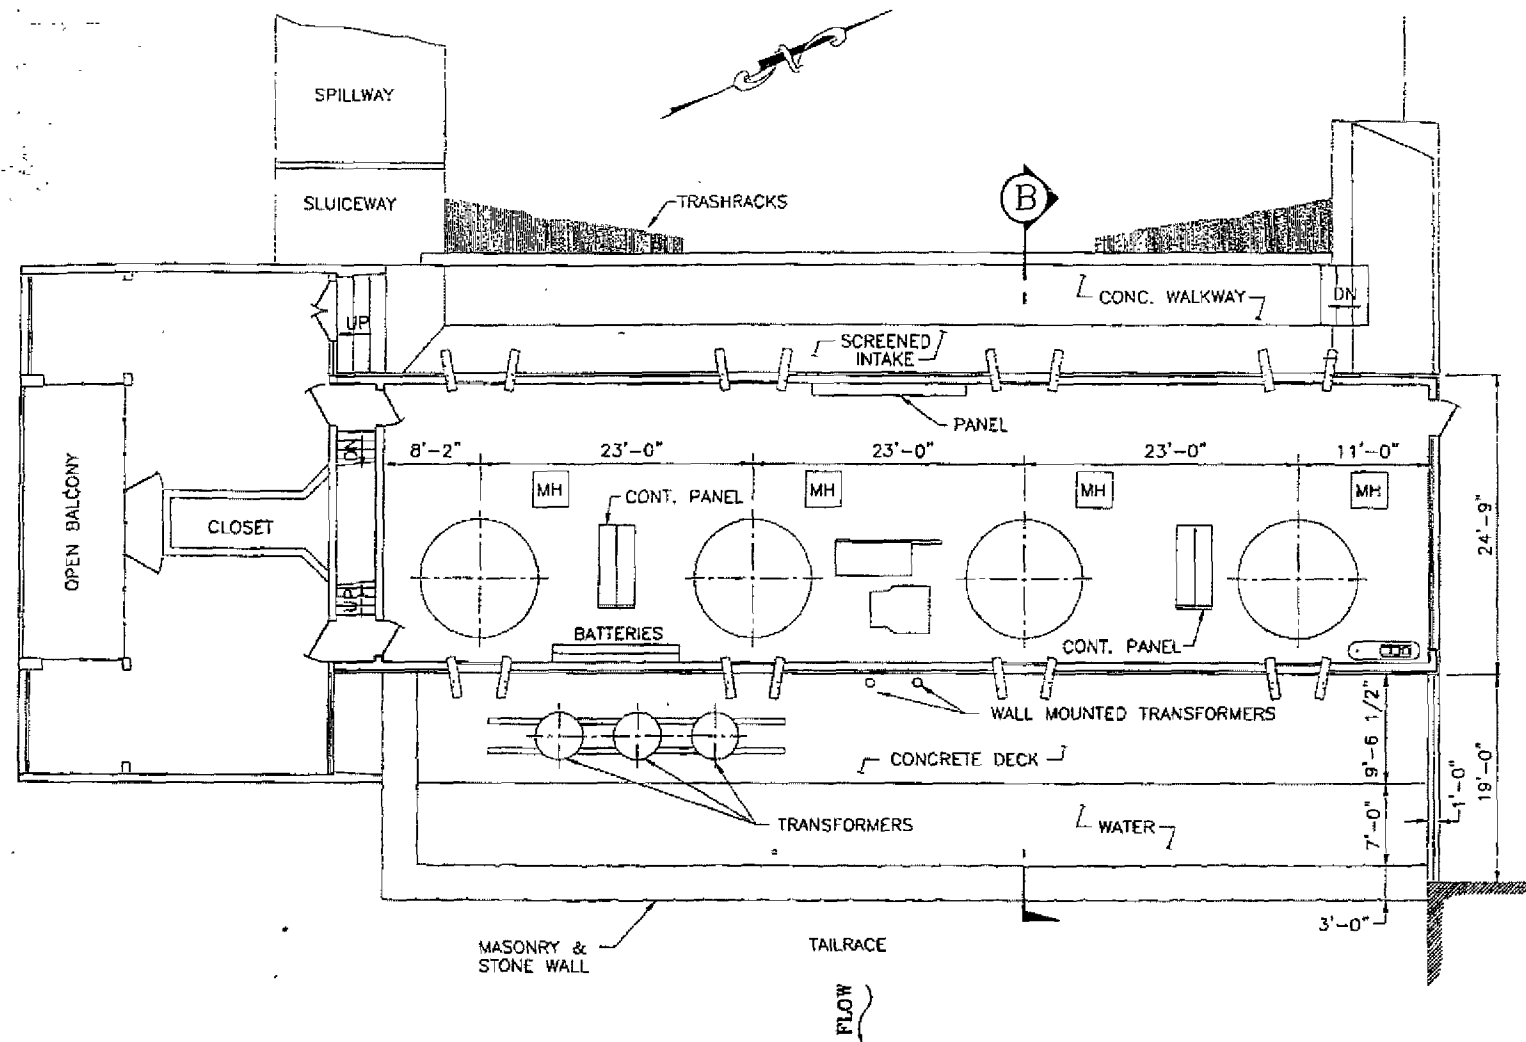 SPILLWAY
SLUICEWAY
TRASHRACKS
B
CONC. WALKWAY
DN
UP
SCREENED
INTAKE
PANEL
DN
8'-2"
23'-0"
23'-0"
23'-0"
11'-0"
MH
MH
MH
MH
CONT. PANEL
OPEN BALCONY
CLOSET
24'-9"
UP
BATTERIES
CONT. PANEL
WALL MOUNTED TRANSFORMERS
9'-6 1/2"
CONCRETE DECK
1'-0"
19'-0"
TRANSFORMERS
WATER
7'-0"
3'-0"
MASONRY &
STONE WALL
TAILRACE
FLOW